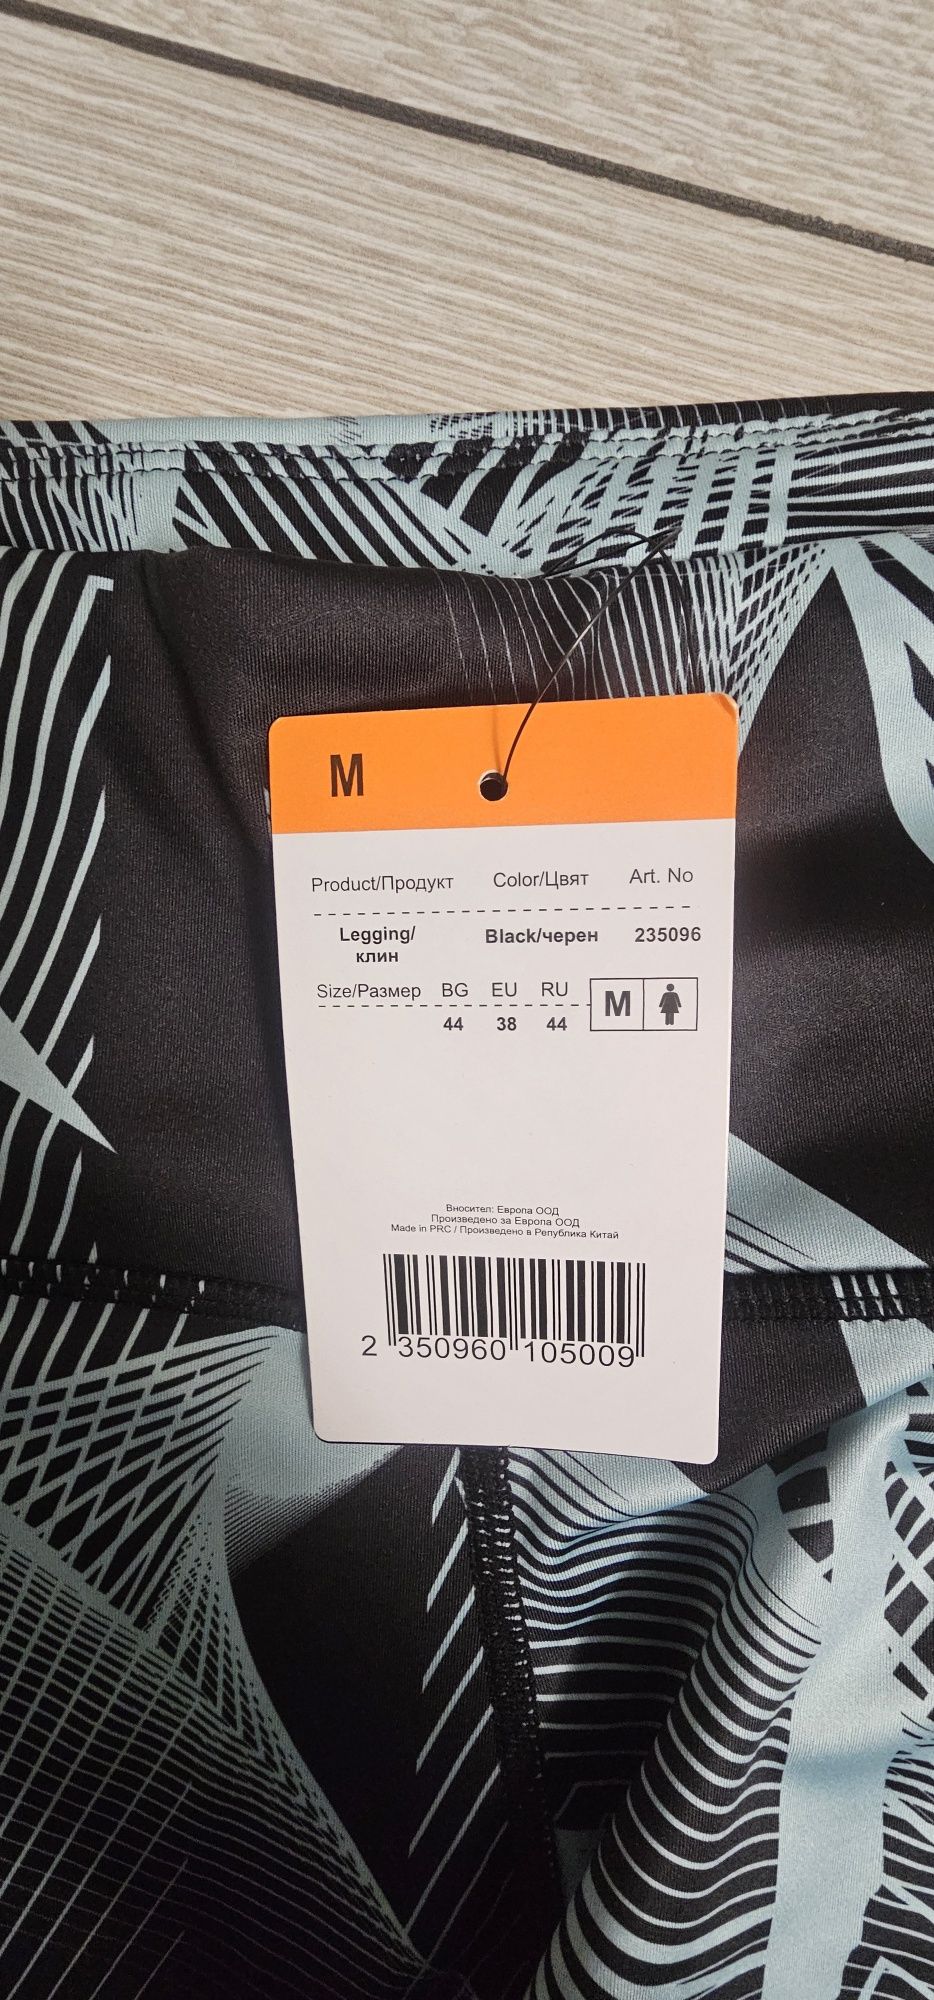 M
Product/Продукт Color/Цвят Art. No
Legging/ Black/черен 235096
клин
Size/Размер BG EU RU M
44 38 44
Вносител: Европа ООД
Произведено за Европа ООД
Made in PRC / Произведено в Република Китай
2 350960 105009